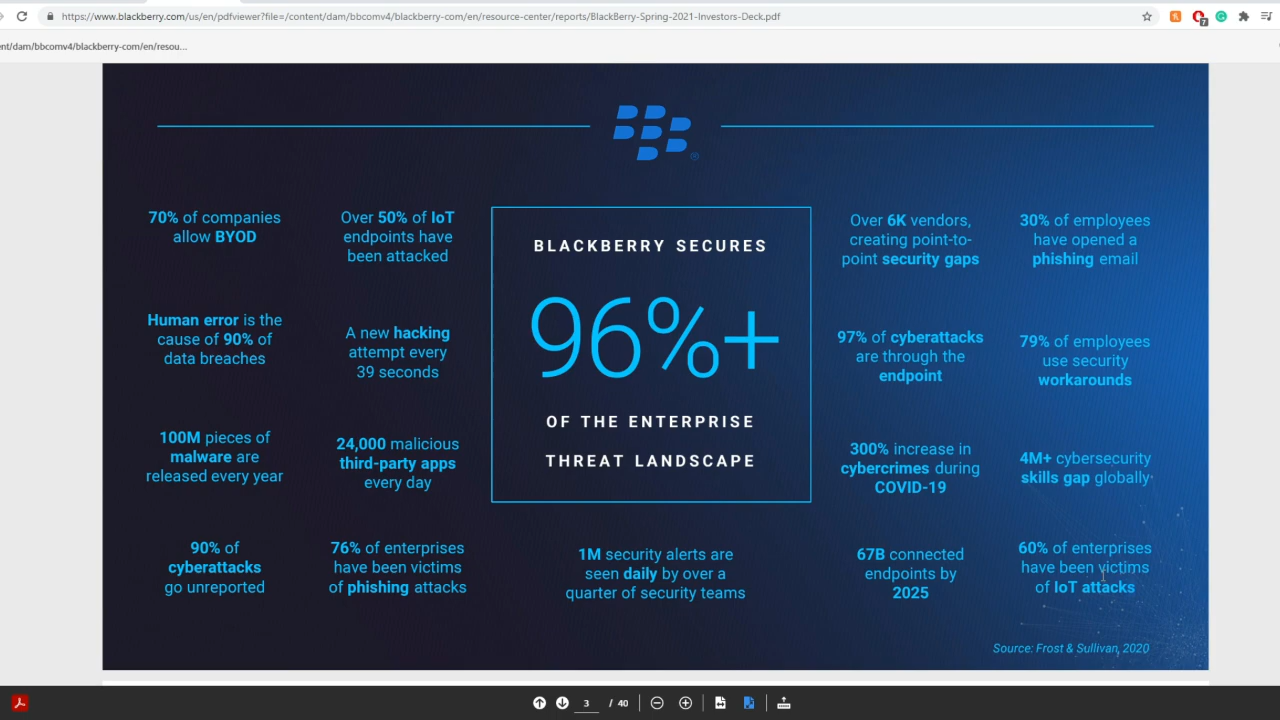 https://www.blackberry.com/us/en/pdfviewer?file=/content/dam/bbcomv4/blackberry-com/en/resource-center/reports/BlackBerry-Spring-2021-Investors-Deck.pdf
7
nt/dam/bbcomv4/blackberry-com/en/resou...
®
70% of companies
allow BYOD
Over 50% of IoT
endpoints have
been attacked
Human error is the
cause of 90% of
data breaches
A new hacking
attempt every
39 seconds
100M pieces of
malware are
released every year
24,000 malicious
third-party apps
every day
90% of
cyberattacks
go unreported
76% of enterprises
have been victims
of phishing attacks
BLACKBERRY SECURES
96%+
OF THE ENTERPRISE
THREAT LANDSCAPE
1M security alerts are
seen daily by over a
quarter of security teams
Over 6K vendors,
creating point-to-
point security gaps
30% of employees
have opened a
phishing email
97% of cyberattacks
are through the
endpoint
79% of employees
use security
workarounds
300% increase in
cybercrimes during
COVID-19
4M+ cybersecurity
skills gap globally
67B connected
endpoints by
2025
60% of enterprises
have been victims
of IoT attacks
Source: Frost & Sullivan, 2020
3 / 40